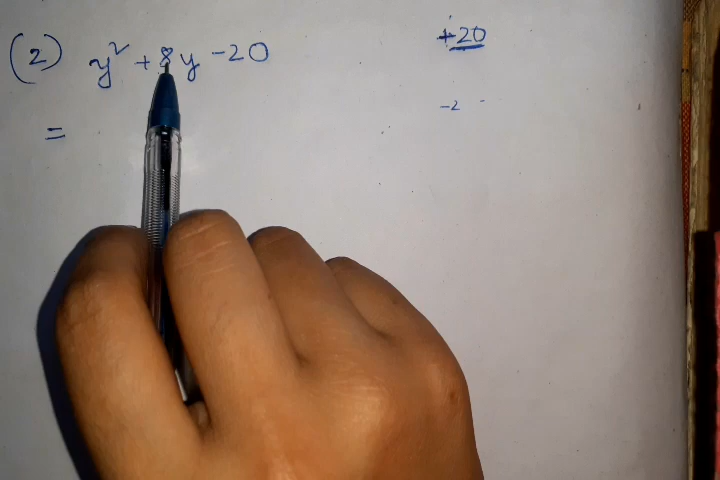 (2) y² + 8y - 20
+20
-2
=